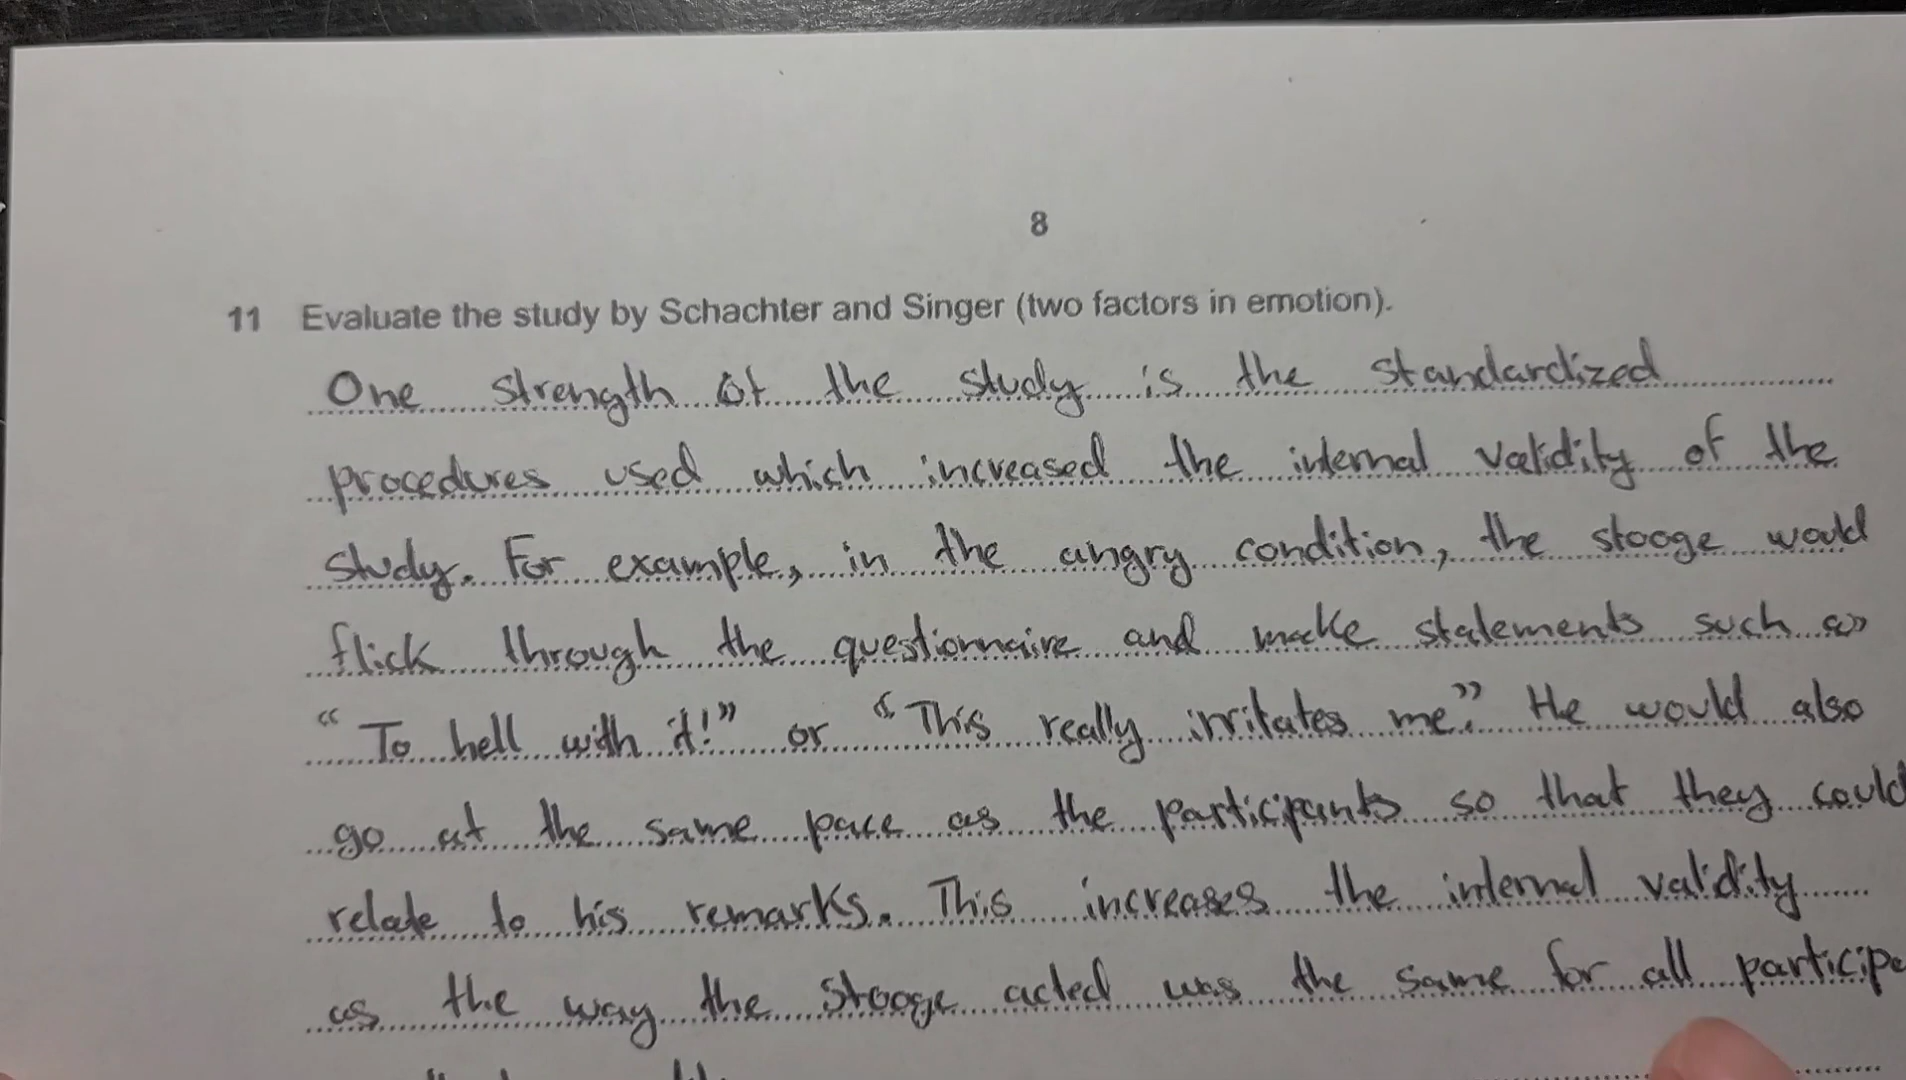 8
11 Evaluate the study by Schachter and Singer (two factors in emotion).
One strength of the study is the standardized
procedures used which increased the internal validity of the
study. For example, in the angry condition, the stooge would
flick through the questionnaire and make statements such as
"To hell with it!" or "This really irritates me". He would also
go at the same pace as the participants so that they could
relate to his remarks. This increases the internal validity
as the way the stooge acted was the same for all